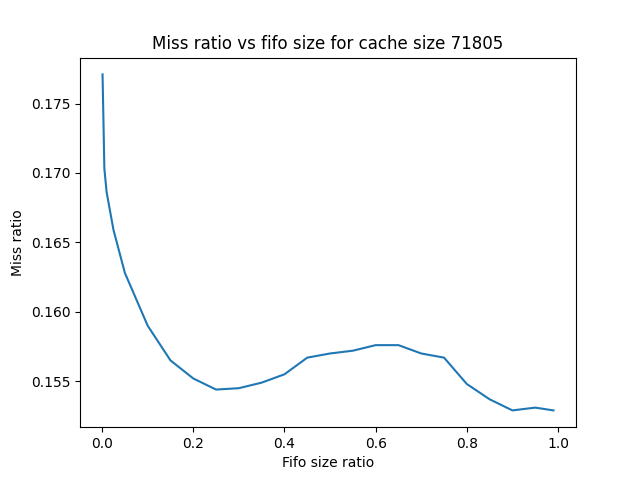 Miss ratio vs fifo size for cache size 71805
0.175
0.170
0.165
0.160
0.155
Miss ratio
0.0 0.2 0.4 0.6 0.8 1.0
Fifo size ratio